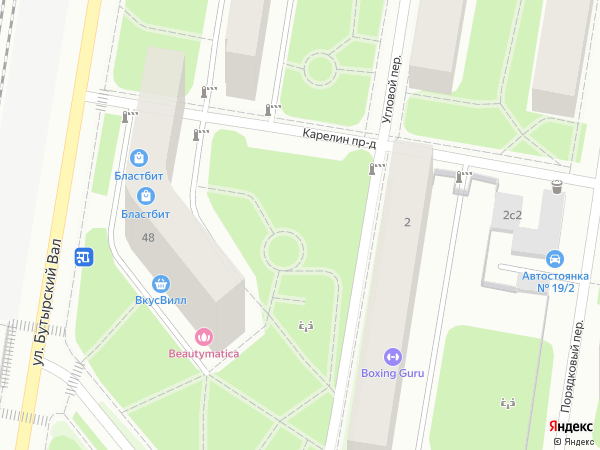 Угловой пер.
Карелин пр-д
Бластбит
Бластбит
48
2
2с2
ул. Бутырский Вал
Автостоянка
№ 19/2
ВкусВилл
Beautymatica
Boxing Guru
Порядковый пер.
Яндекс
© Яндекс